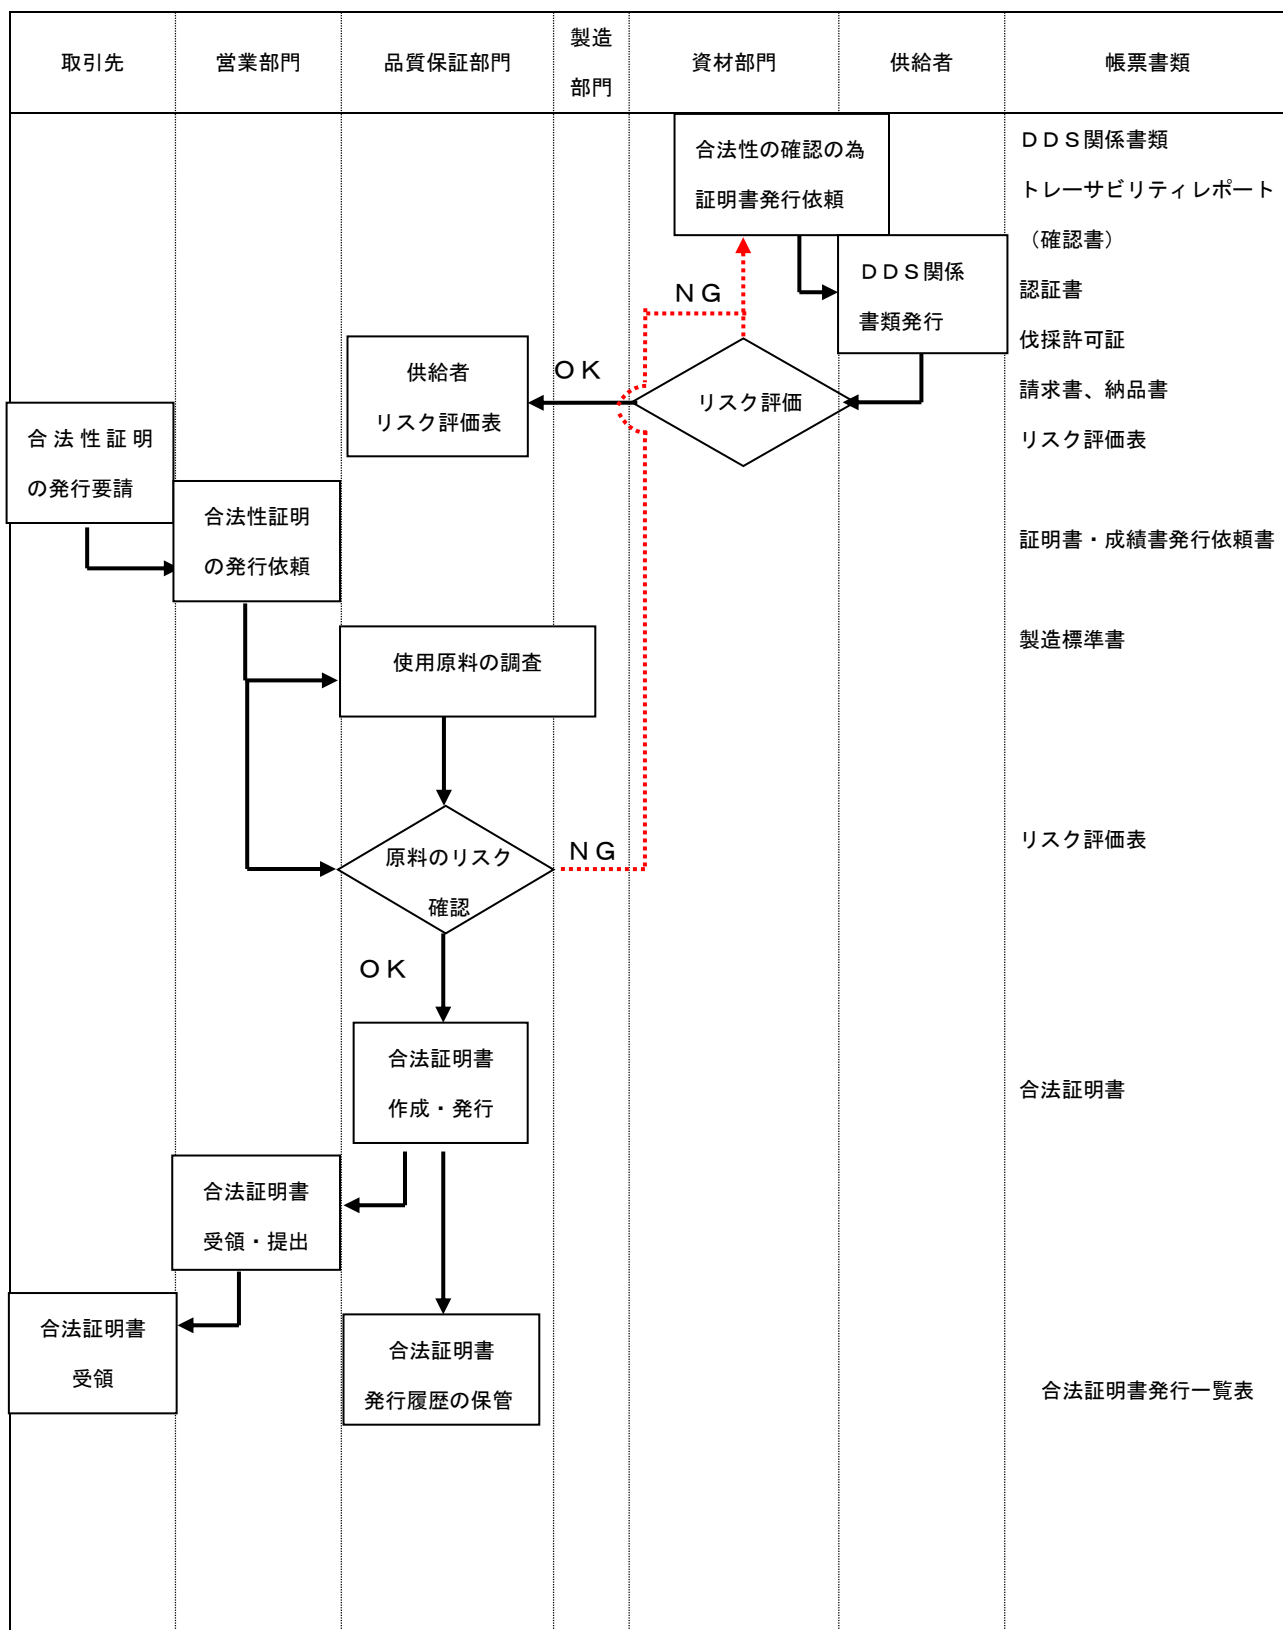 取引先
営業部門
品質保証部門
製造
部門
資材部門
供給者
帳票書類
合法性の確認の為
証明書発行依頼
ＤＤＳ関係書類
トレーサビリティレポート
（確認書）
認証書
伐採許可証
請求書、納品書
リスク評価表
ＤＤＳ関係
書類発行
ＮＧ
リスク評価
ＯＫ
供給者
リスク評価表
合法性証明
の発行要請
合法性証明
の発行依頼
証明書・成績書発行依頼書
使用原料の調査
製造標準書
原料のリスク
確認
ＮＧ
リスク評価表
ＯＫ
合法証明書
作成・発行
合法証明書
合法証明書
受領・提出
合法証明書
受領
合法証明書
発行履歴の保管
合法証明書発行一覧表